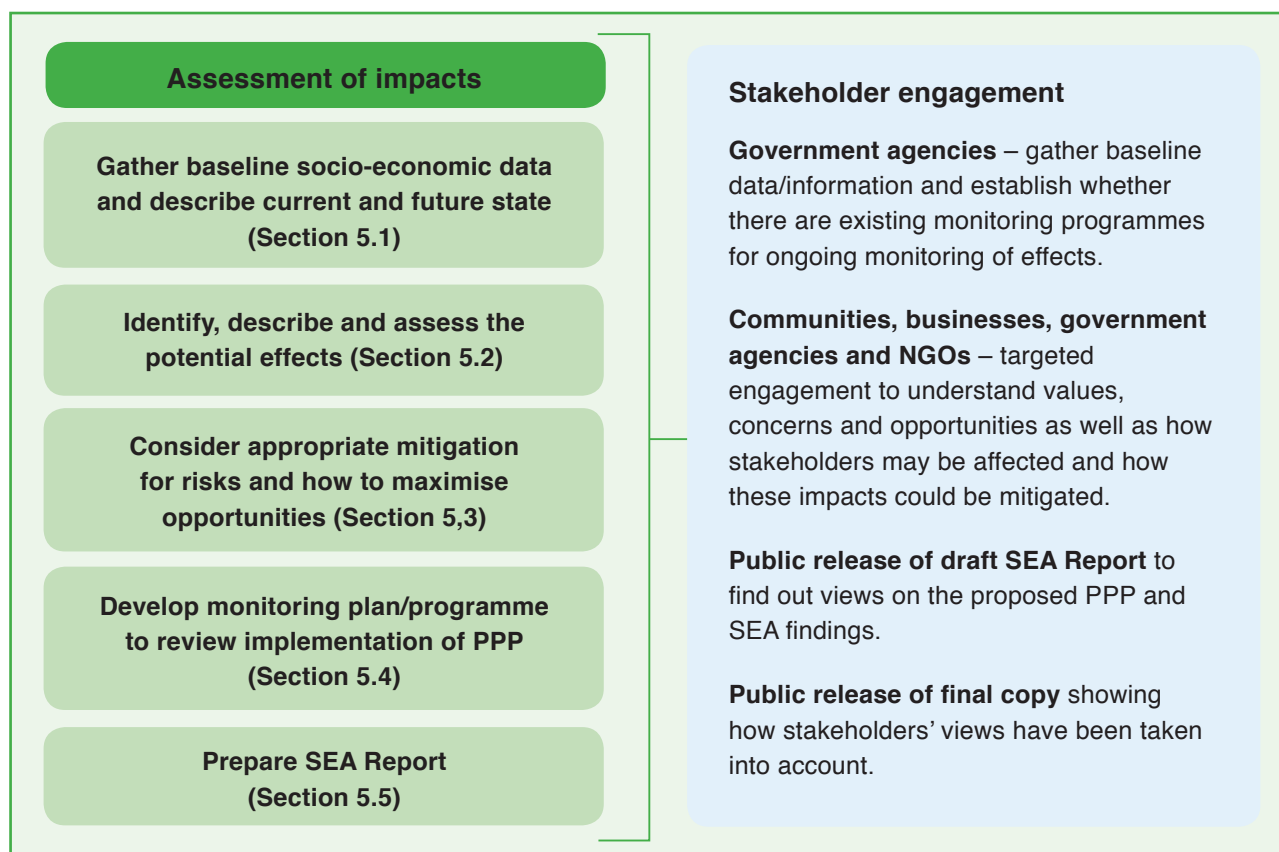 Assessment of impacts
Gather baseline socio-economic data
and describe current and future state
(Section 5.1)
Identify, describe and assess the
potential effects (Section 5.2)
Consider appropriate mitigation
for risks and how to maximise
opportunities (Section 5,3)
Develop monitoring plan/programme
to review implementation of PPP
(Section 5.4)
Prepare SEA Report
(Section 5.5)
Stakeholder engagement
Government agencies – gather baseline
data/information and establish whether
there are existing monitoring programmes
for ongoing monitoring of effects.
Communities, businesses, government
agencies and NGOs – targeted
engagement to understand values,
concerns and opportunities as well as how
stakeholders may be affected and how
these impacts could be mitigated.
Public release of draft SEA Report to
find out views on the proposed PPP and
SEA findings.
Public release of final copy showing
how stakeholders’ views have been taken
into account.